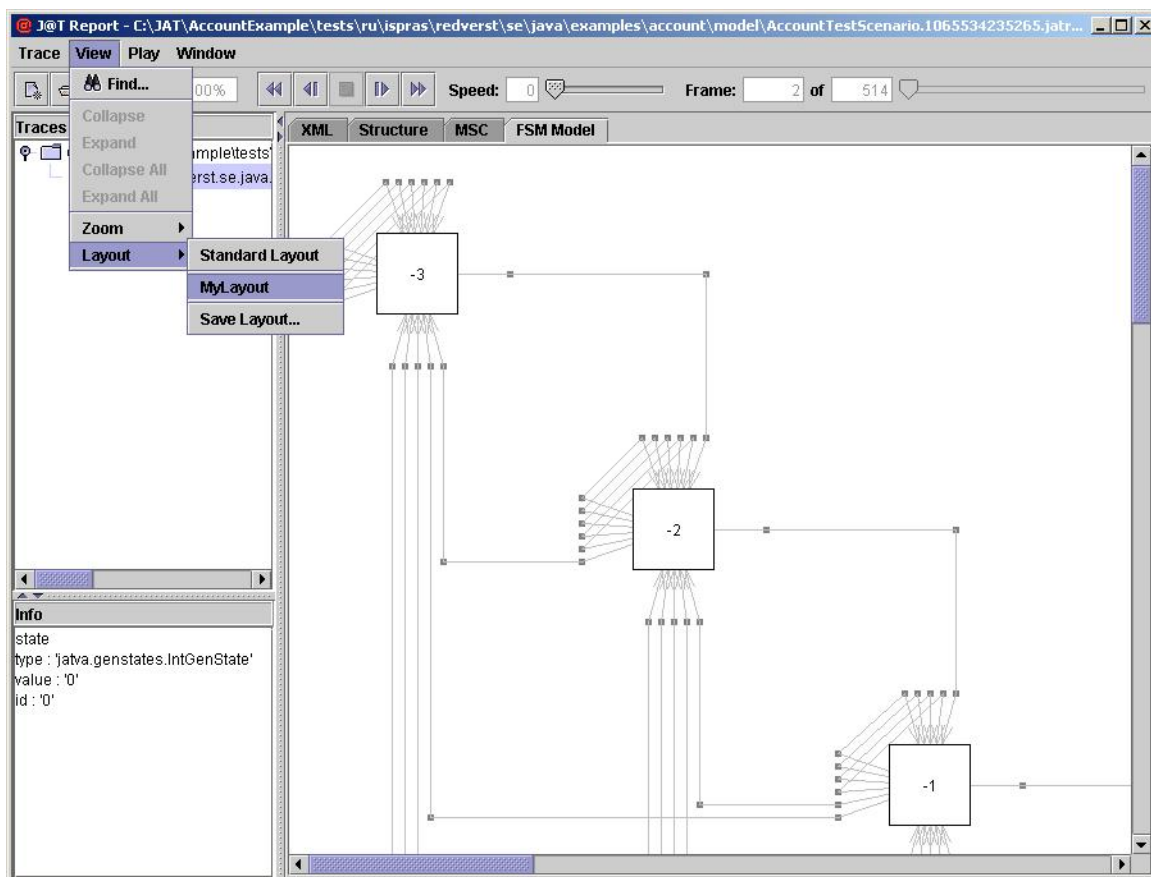 J@T Report - C:\JAT\AccountExample\tests\ru\ispras\redverst\se\java\examples\account\model\AccountTestScenario.1065534235265.jatr...
Trace View Play Window
Find...
00%
Speed: 0
Frame: 2 of 514
Collapse
Expand
Collapse All
Expand All
Zoom
Layout
Standard Layout
MyLayout
Save Layout...
Traces
mple\tests'
erst.se.java.
XML Structure MSC FSM Model
-3
-2
-1
Info
state
type : 'jatva.genstates.IntGenState'
value : '0'
id : '0'